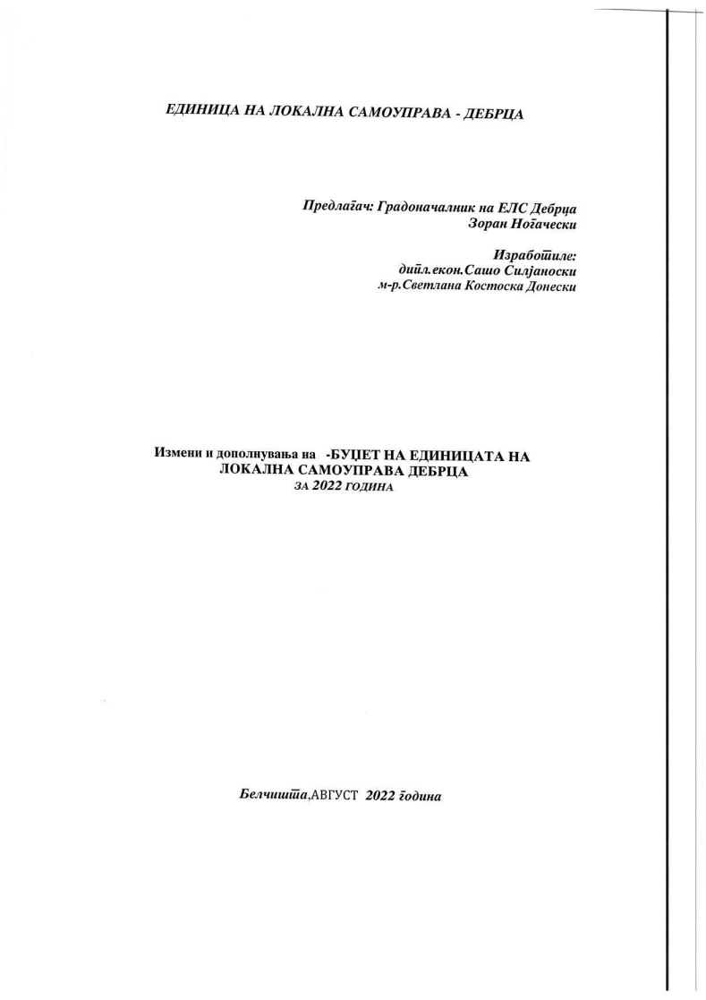 ЕДИНИЦА НА ЛОКАЛНА САМОУПРАВА - ДЕБРЦА
Предлагач: Градоначалник на ЕЛС Дебрца
Зоран Ногачески
Изработиле:
дипл.екон.Сашо Силјаноски
м-р.Светлана Костоска Донески
Измени и дополнувања на -БУЏЕТ НА ЕДИНИЦАТА НА
ЛОКАЛНА САМОУПРАВА ДЕБРЦА
ЗА 2022 ГОДИНА
Белчишта,АВГУСТ 2022 година